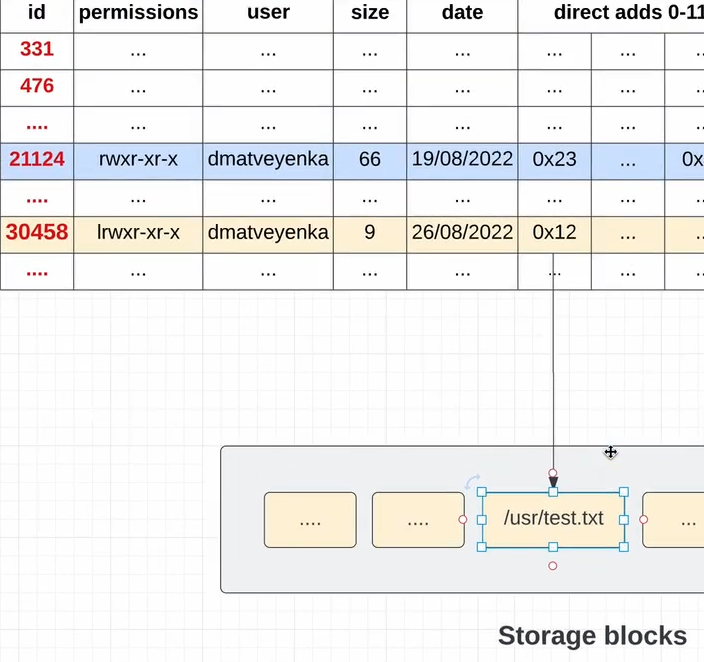 id permissions user size date direct adds 0-11
331 ... ... ... ... ... ...
476 ... ... ... ... ... ... ..
.... ... ... ... ... ... ... ..
21124 rwxr-xr-x dmatveyenka 66 19/08/2022 0x23 ... 0x
.... ... ... ... ... ... ... ..
30458 lrwxr-xr-x dmatveyenka 9 26/08/2022 0x12 ... ..
.... ... ... ... ... ... ... ..
.... .... /usr/test.txt ...
Storage blocks